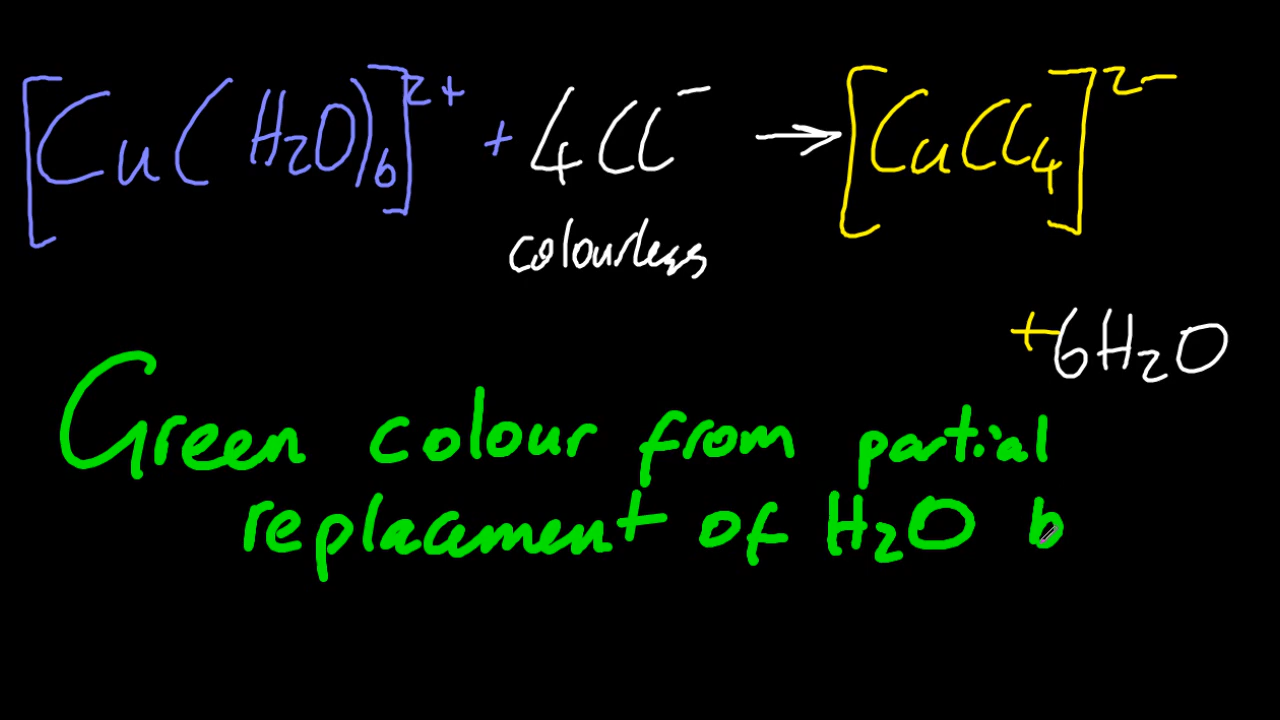 [Cu(H₂O)₆]²⁺ + 4Cl⁻ → [CuCl₄]²⁻
colourless
+6H₂O
Green colour from partial
replacement of H₂O b